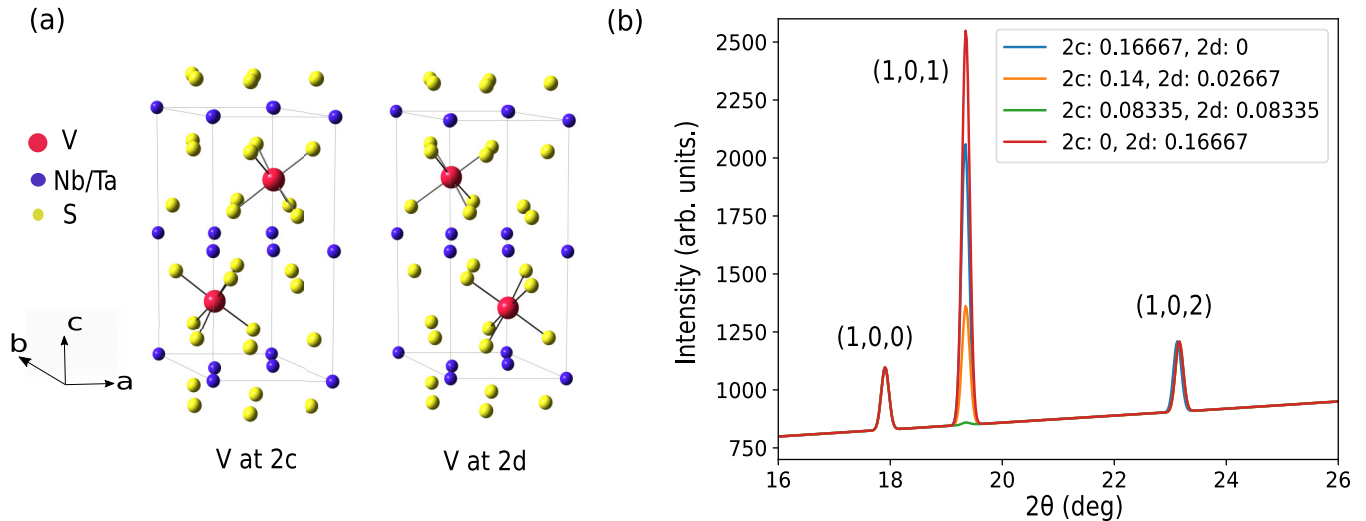 (a)
V
Nb/Ta
S
c
b
a
V at 2c
V at 2d
(b)
2c: 0.16667, 2d: 0
2c: 0.14, 2d: 0.02667
2c: 0.08335, 2d: 0.08335
2c: 0, 2d: 0.16667
(1,0,1)
(1,0,0)
(1,0,2)
Intensity (arb. units.)
2500
2250
2000
1750
1500
1250
1000
750
16
18
20
22
24
26
2θ (deg)